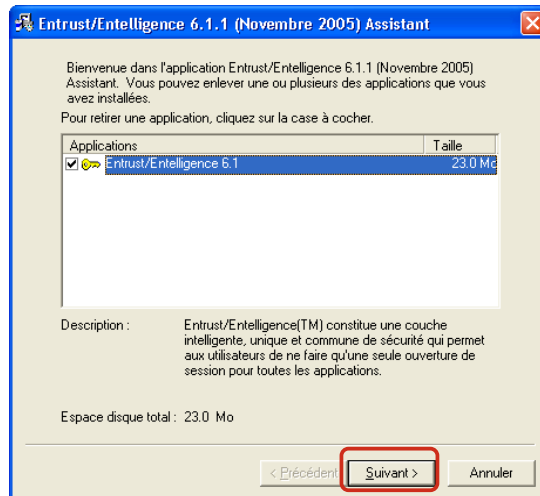 Entrust/Entelligence 6.1.1 (Novembre 2005) Assistant
Bienvenue dans l'application Entrust/Entelligence 6.1.1 (Novembre 2005)
Assistant. Vous pouvez enlever une ou plusieurs des applications que vous
avez installées.
Pour retirer une application, cliquez sur la case à cocher.
Applications Taille
Entrust/Entelligence 6.1 23.0 Mo
Description : Entrust/Entelligence(TM) constitue une couche
intelligente, unique et commune de sécurité qui permet
aux utilisateurs de ne faire qu'une seule ouverture de
session pour toutes les applications.
Espace disque total : 23.0 Mo
< Précédent Suivant > Annuler